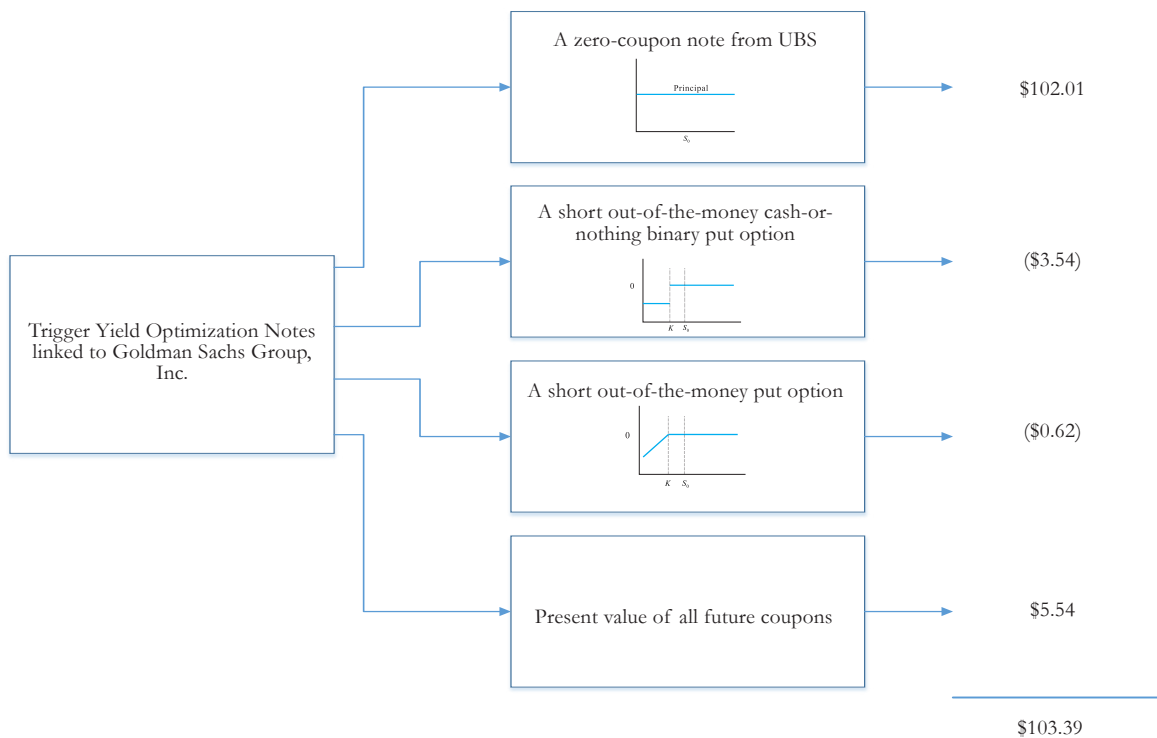 A zero-coupon note from UBS
Principal
S0
$102.01
A short out-of-the-money cash-or-
nothing binary put option
0
K S0
($3.54)
Trigger Yield Optimization Notes
linked to Goldman Sachs Group,
Inc.
A short out-of-the-money put option
0
K S0
($0.62)
Present value of all future coupons
$5.54
$103.39